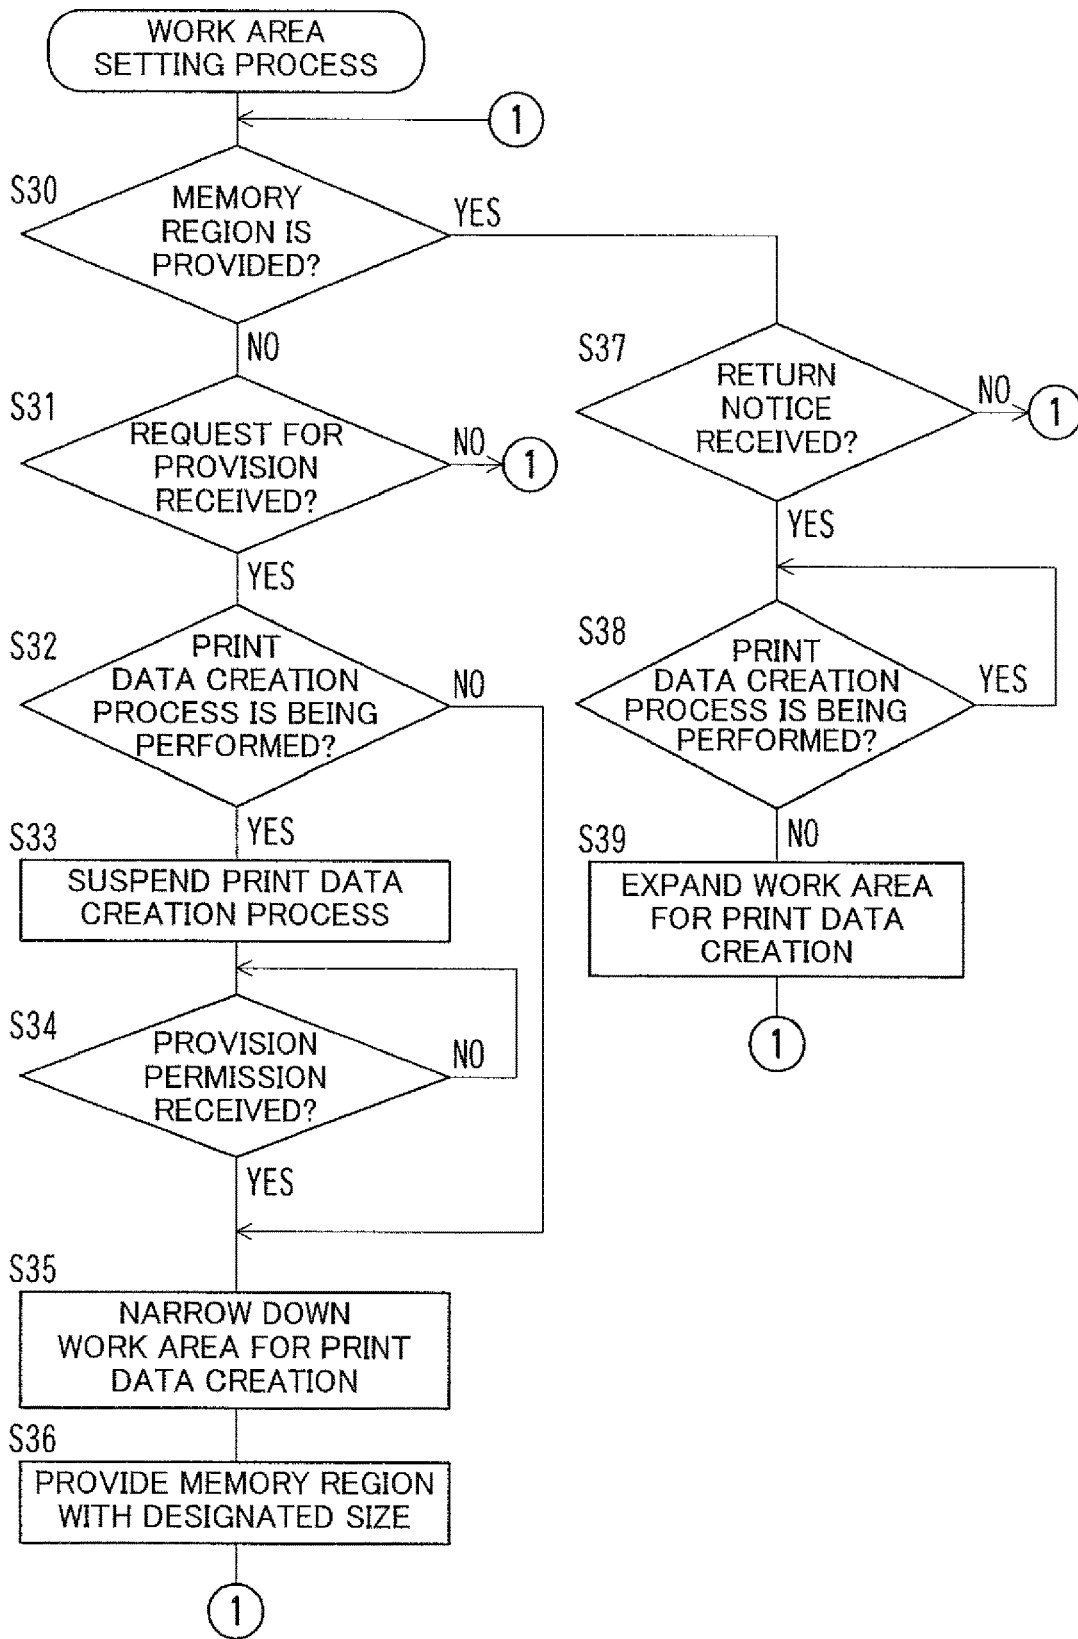 WORK AREA
SETTING PROCESS
1
S30
MEMORY
REGION IS
PROVIDED?
YES
NO
S31
REQUEST FOR
PROVISION
RECEIVED?
NO
1
YES
S32
PRINT
DATA CREATION
PROCESS IS BEING
PERFORMED?
NO
YES
S33
SUSPEND PRINT DATA
CREATION PROCESS
S34
PROVISION
PERMISSION
RECEIVED?
NO
YES
S35
NARROW DOWN
WORK AREA FOR PRINT
DATA CREATION
S36
PROVIDE MEMORY REGION
WITH DESIGNATED SIZE
1
S37
RETURN
NOTICE
RECEIVED?
NO
1
YES
S38
PRINT
DATA CREATION
PROCESS IS BEING
PERFORMED?
YES
NO
S39
EXPAND WORK AREA
FOR PRINT DATA
CREATION
1